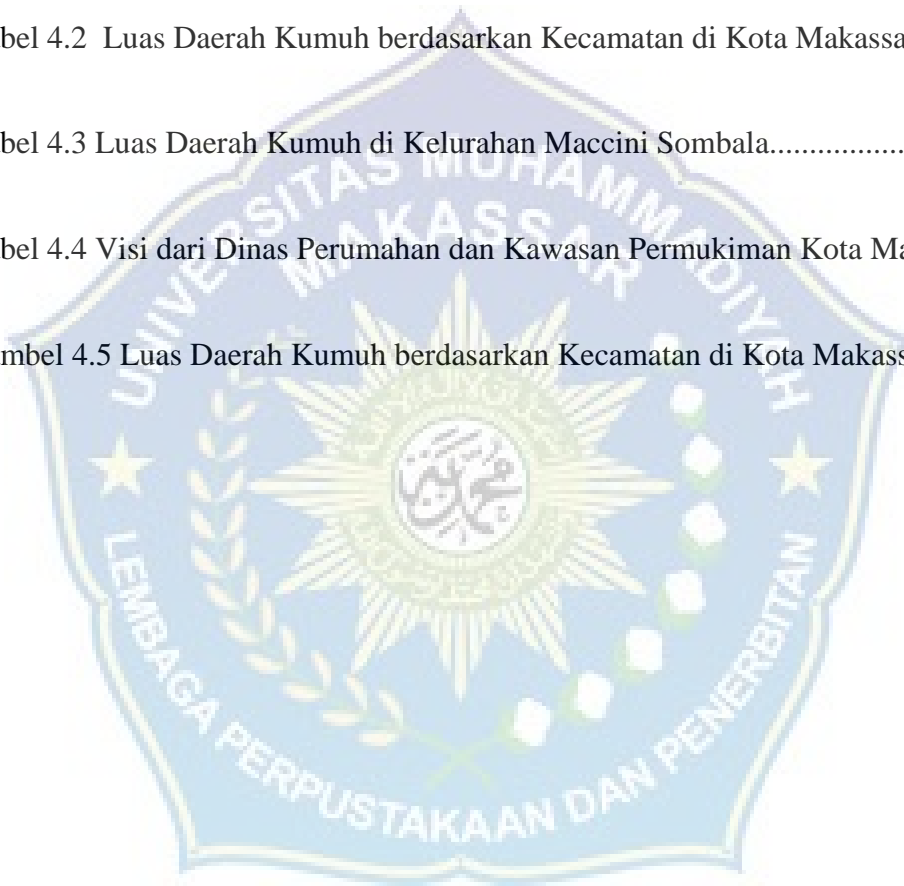 bel 4.2  Luas Daerah Kumuh berdasarkan Kecamatan di Kota Makassa
bel 4.3 Luas Daerah Kumuh di Kelurahan Maccini Sombala.................
bel 4.4 Visi dari Dinas Perumahan dan Kawasan Permukiman Kota Ma
mbel 4.5 Luas Daerah Kumuh berdasarkan Kecamatan di Kota Makass
UNIVERSITAS MUHAMMADIYAH
MAKASSAR
LEMBAGA PERPUSTAKAAN DAN PENERBITAN